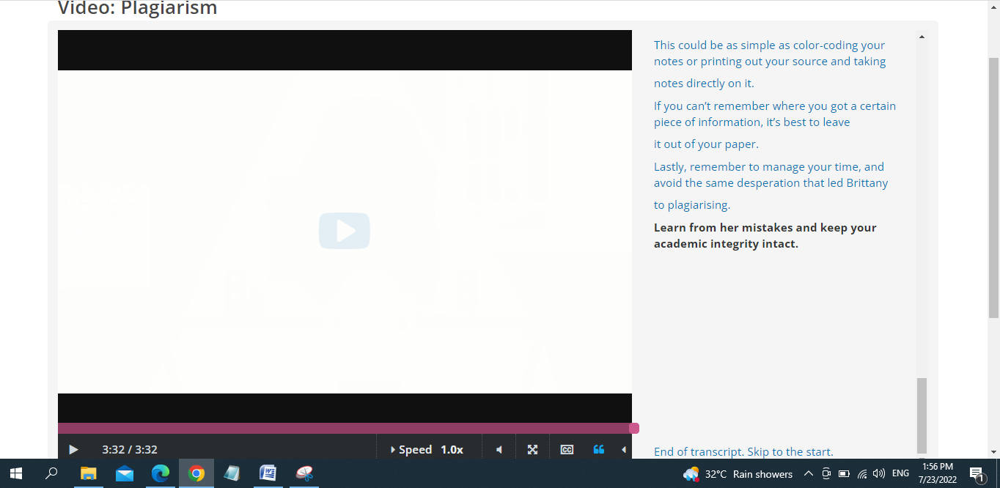 Video: Plagiarism
This could be as simple as color-coding your
notes or printing out your source and taking
notes directly on it.
If you can’t remember where you got a certain
piece of information, it’s best to leave
it out of your paper.
Lastly, remember to manage your time, and
avoid the same desperation that led Brittany
to plagiarising.
Learn from her mistakes and keep your
academic integrity intact.
3:32 / 3:32
Speed 1.0x
CC
End of transcript. Skip to the start.
32°C Rain showers
ENG
1:56 PM
7/23/2022
1